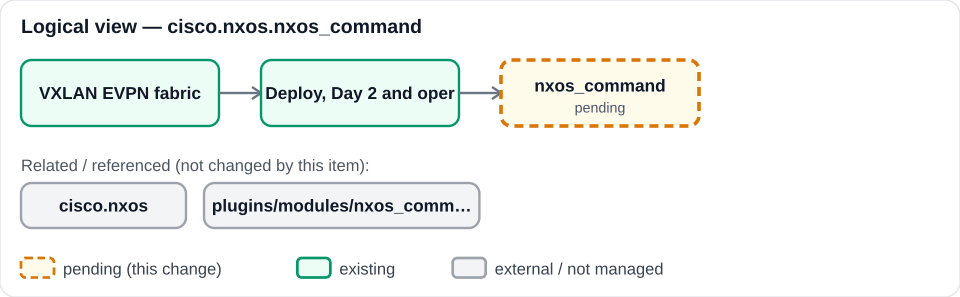 Logical view — cisco.nxos.nxos_command
VXLAN EVPN fabric
Deploy, Day 2 and oper
nxos_command
pending
Related / referenced (not changed by this item):
cisco.nxos
plugins/modules/nxos_comm…
pending (this change)
existing
external / not managed